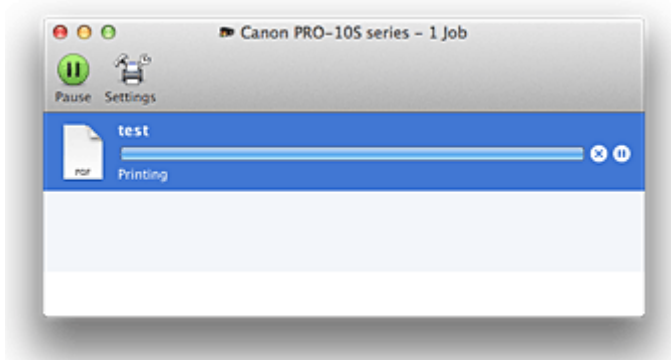 Canon PRO-10S series – 1 Job
Pause Settings
test
PDF
Printing